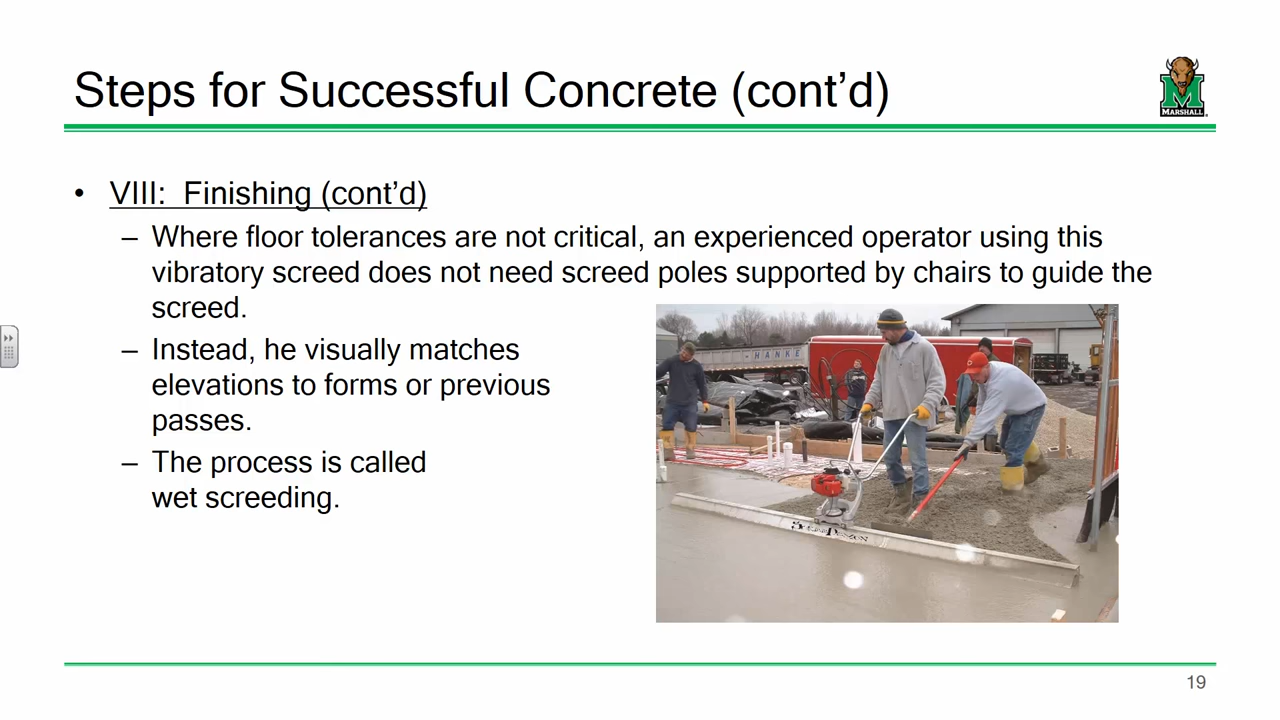 Steps for Successful Concrete (cont’d)
M
MARSHALL
• VIII: Finishing (cont’d)
– Where floor tolerances are not critical, an experienced operator using this
vibratory screed does not need screed poles supported by chairs to guide the
screed.
– Instead, he visually matches
elevations to forms or previous
passes.
– The process is called
wet screeding.
HANKE
19